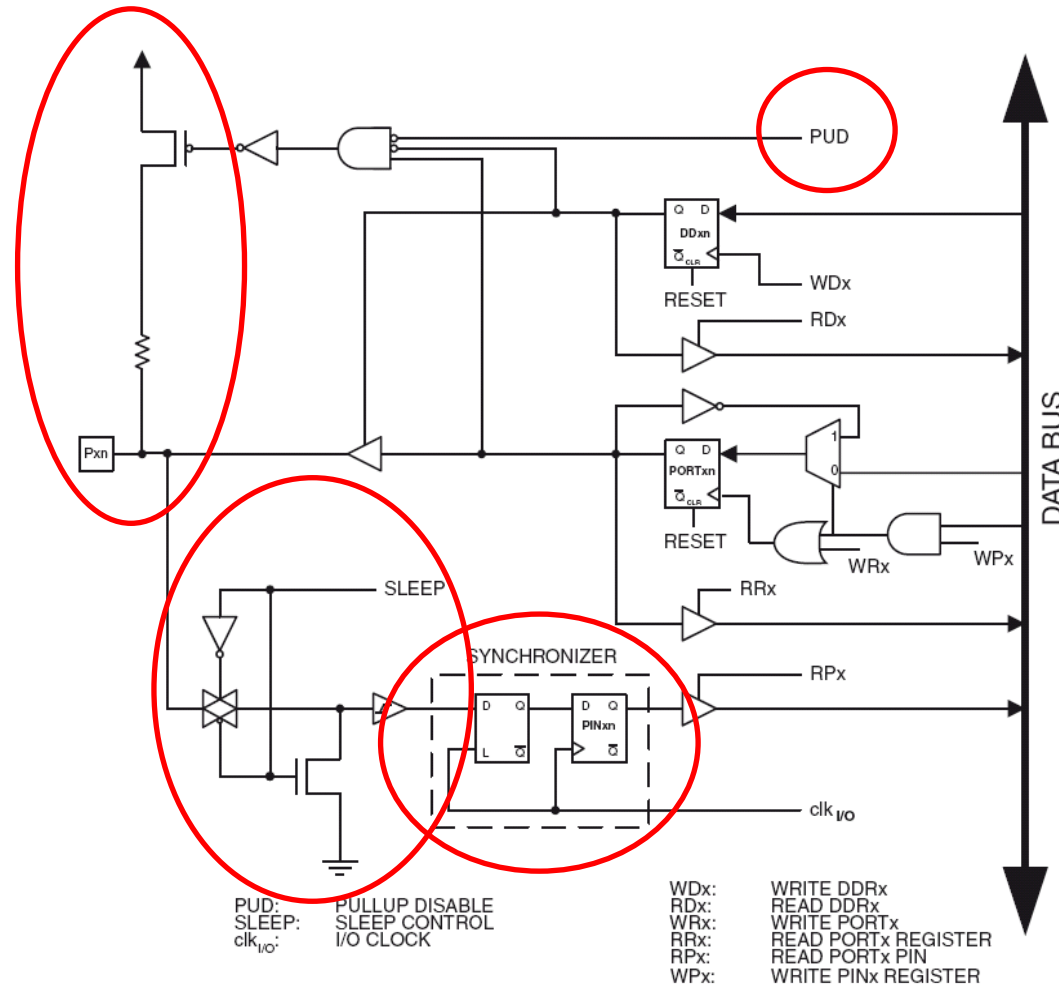 PUD
Q D
DDxn
Q CLR
WDx
RESET
RDx
DATA BUS
1
Pxn
Q D
PORTxn
0
Q CLR
RESET
WRx
WPx
SLEEP
RRx
SYNCHRONIZER
RPx
D Q
D Q
PINxn
L Q
Q
clk I/O
PUD: PULLUP DISABLE
SLEEP: SLEEP CONTROL
clkI/O: I/O CLOCK
WDx: WRITE DDRx
RDx: READ DDRx
WRx: WRITE PORTx
RRx: READ PORTx REGISTER
RPx: READ PORTx PIN
WPx: WRITE PINx REGISTER